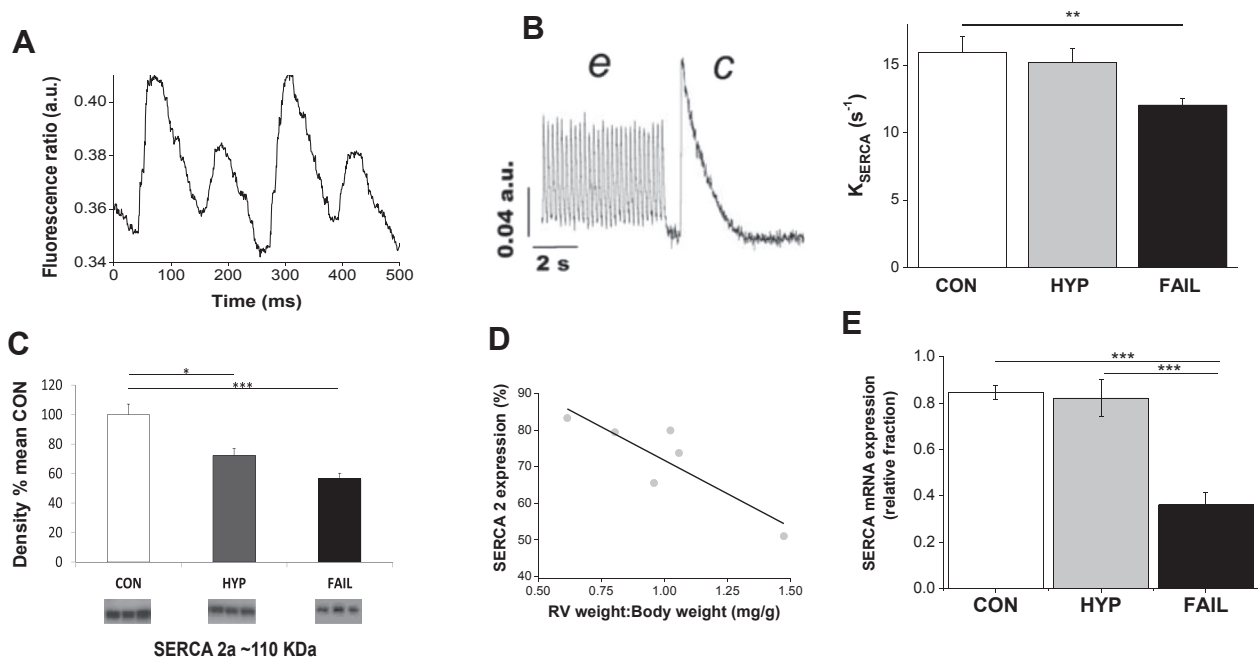 A
Fluorescence ratio (a.u.)
0.40
0.38
0.36
0.34
0
100
200
300
400
500
Time (ms)
B
e
c
0.04 a.u.
2 s
**
K_SERCA (s⁻¹)
15
10
5
0
CON
HYP
FAIL
C
*
***
Density % mean CON
120
100
80
60
40
20
0
CON
HYP
FAIL
SERCA 2a ~110 KDa
D
SERCA 2 expression (%)
90
80
70
60
50
40
0.50
0.75
1.00
1.25
1.50
RV weight:Body weight (mg/g)
E
***
***
SERCA mRNA expression
(relative fraction)
1.0
0.8
0.6
0.4
0.2
0.0
CON
HYP
FAIL